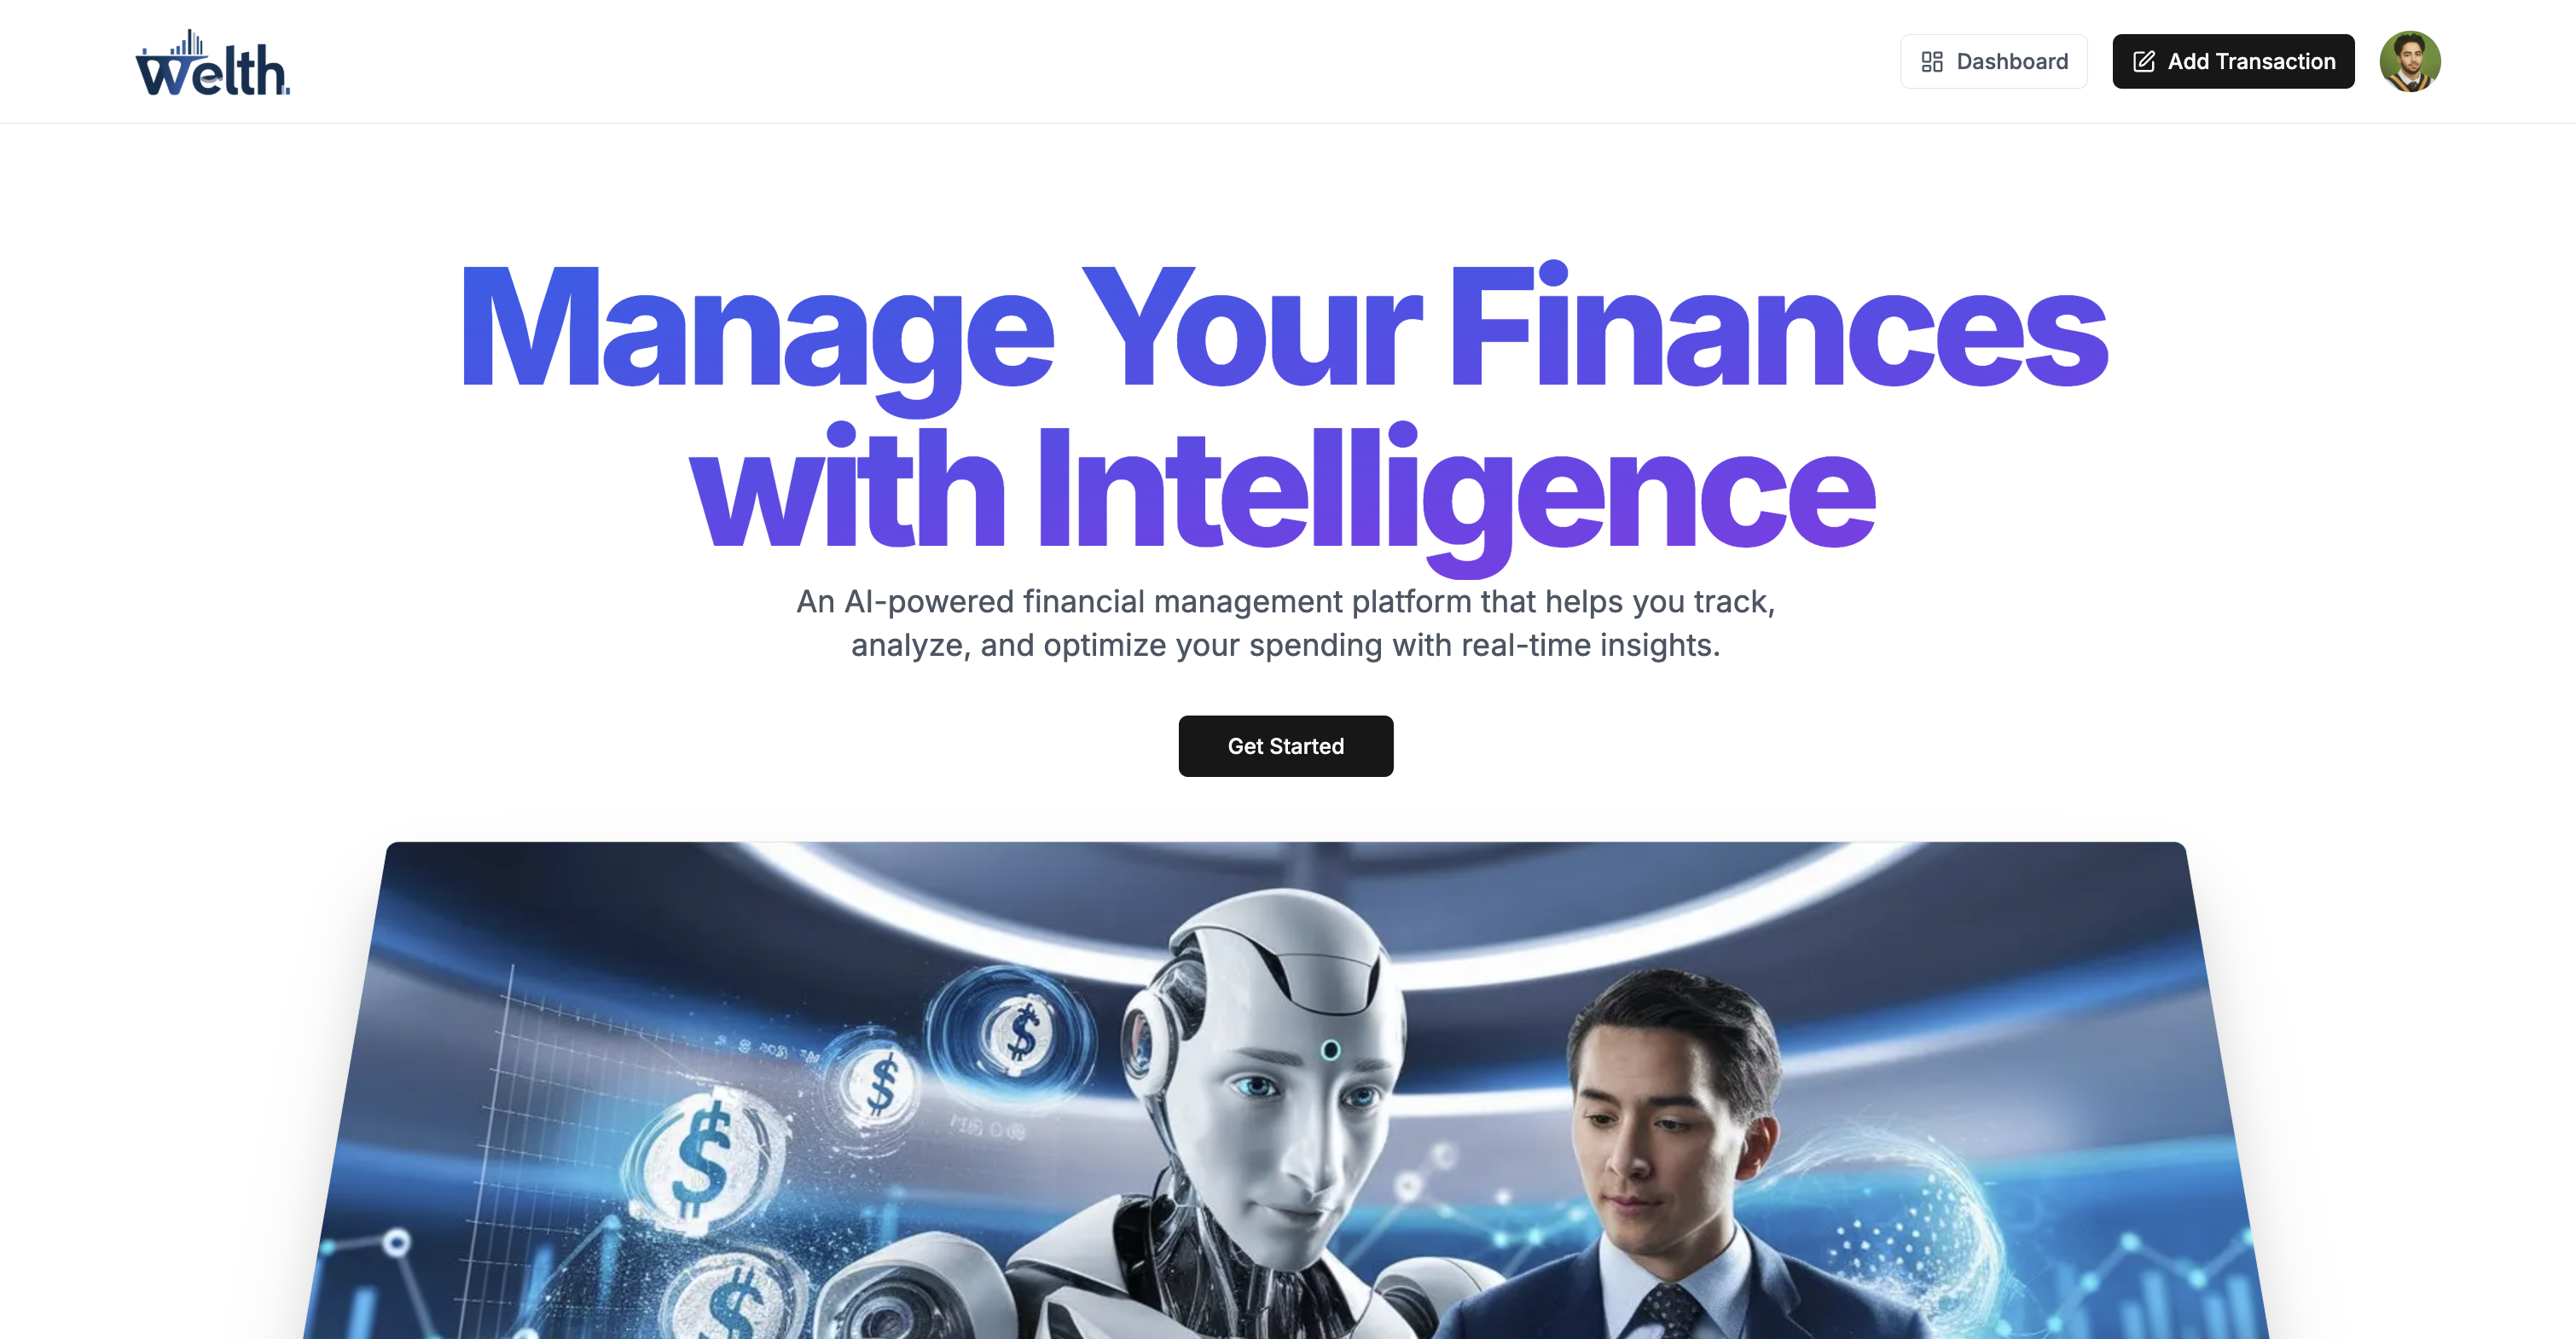 Welth.
Dashboard
Add Transaction
Manage Your Finances
with Intelligence
An AI-powered financial management platform that helps you track,
analyze, and optimize your spending with real-time insights.
Get Started
$
$
$
$